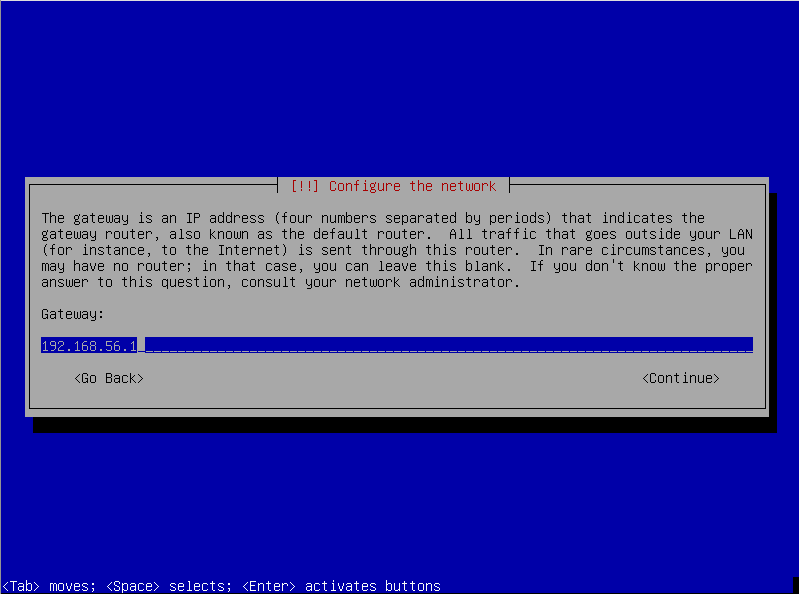 [!!] Configure the network
The gateway is an IP address (four numbers separated by periods) that indicates the
gateway router, also known as the default router.  All traffic that goes outside your LAN
(for instance, to the Internet) is sent through this router.  In rare circumstances, you
may have no router; in that case, you can leave this blank.  If you don't know the proper
answer to this question, consult your network administrator.
Gateway:
192.168.56.1
<Go Back> <Continue>
<Tab> moves; <Space> selects; <Enter> activates buttons